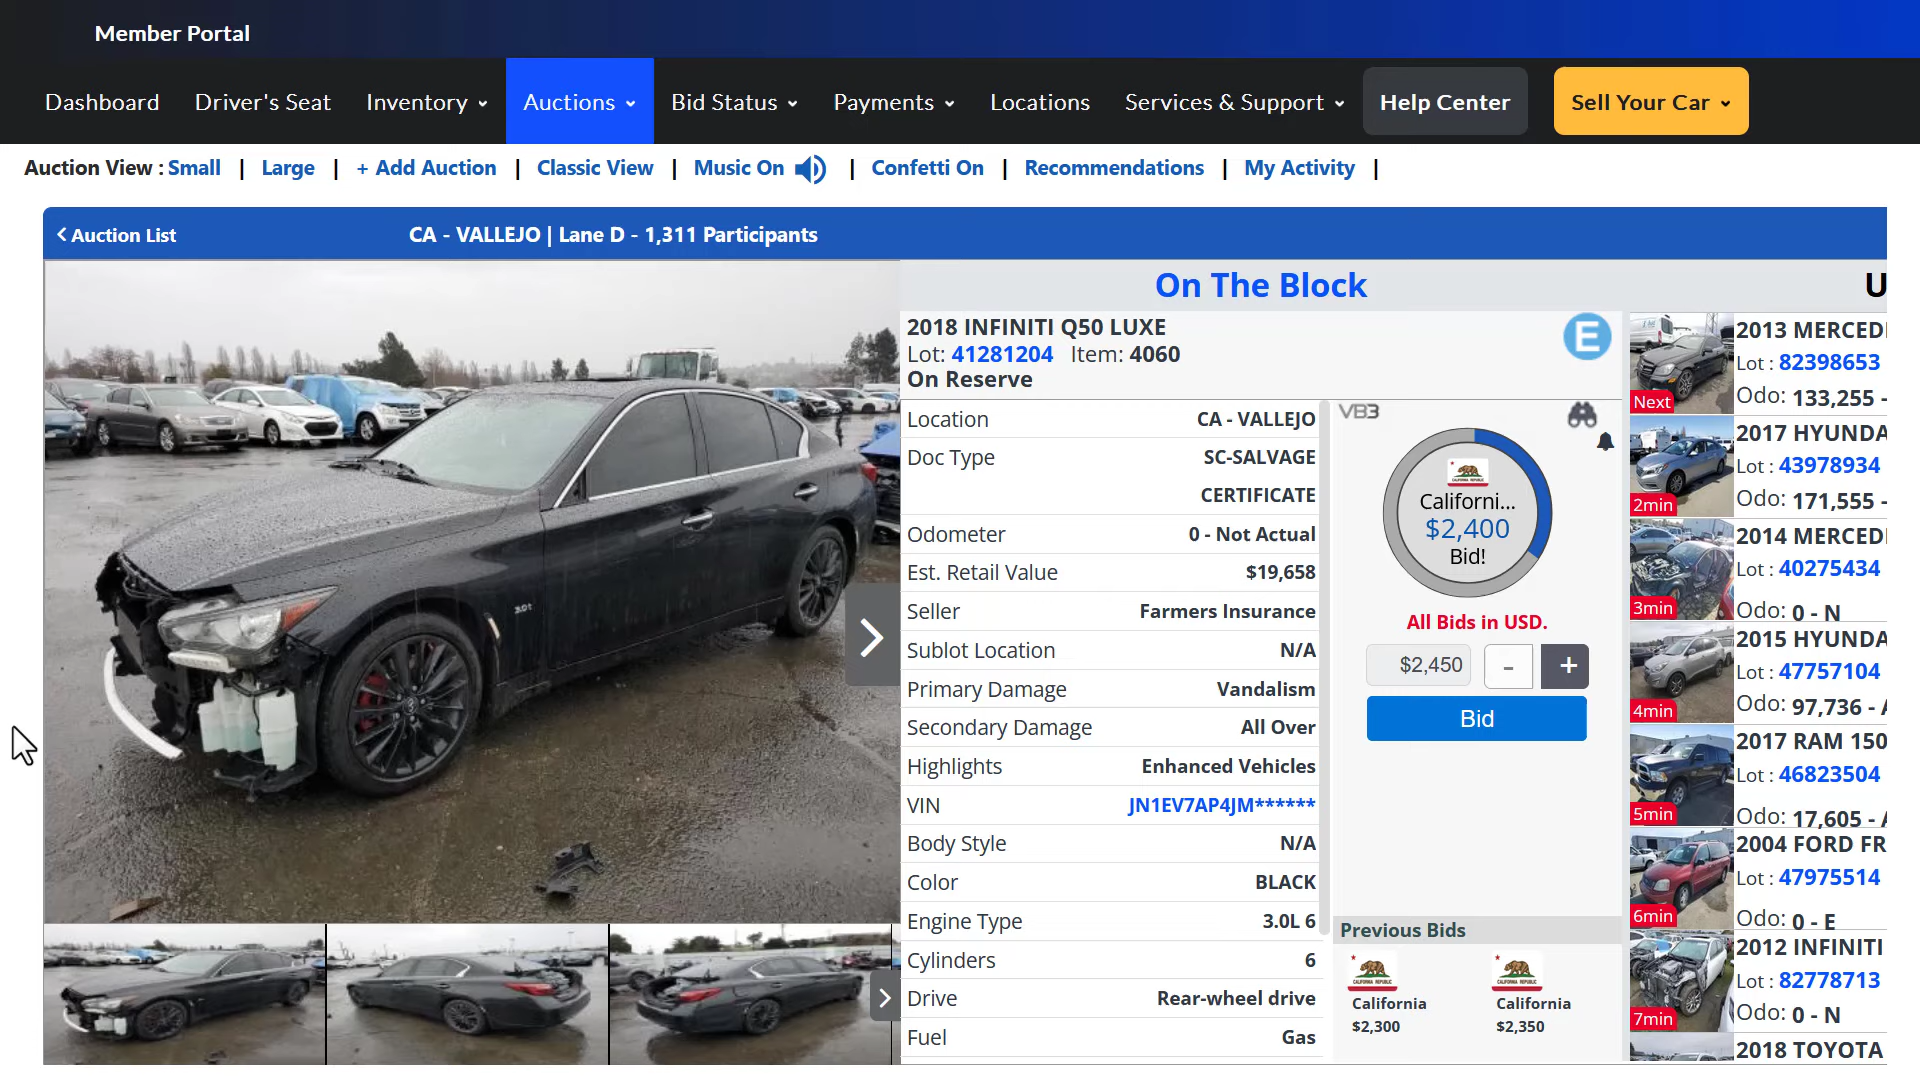 Member Portal
Dashboard
Driver's Seat
Inventory
Auctions
Bid Status
Payments
Locations
Services & Support
Help Center
Sell Your Car
Auction View : Small | Large | + Add Auction | Classic View | Music On | Confetti On | Recommendations | My Activity |
Auction List
CA - VALLEJO | Lane D - 1,311 Participants
On The Block
U
2018 INFINITI Q50 LUXE
Lot: 41281204 Item: 4060
On Reserve
E
Location CA - VALLEJO
Doc Type SC-SALVAGE
CERTIFICATE
Odometer 0 - Not Actual
Est. Retail Value $19,658
Seller Farmers Insurance
Sublot Location N/A
Primary Damage Vandalism
Secondary Damage All Over
Highlights Enhanced Vehicles
VIN JN1EV7AP4JM******
Body Style N/A
Color BLACK
Engine Type 3.0L 6
Cylinders 6
Drive Rear-wheel drive
Fuel Gas
VB3
Californi...
$2,400
Bid!
All Bids in USD.
$2,450 - +
Bid
Previous Bids
California
$2,300
California
$2,350
2013 MERCED
Lot : 82398653
Odo: 133,255 -
Next
2017 HYUNDA
Lot : 43978934
Odo: 171,555 -
2min
2014 MERCED
Lot : 40275434
Odo: 0 - N
3min
2015 HYUNDA
Lot : 47757104
Odo: 97,736 - A
4min
2017 RAM 150
Lot : 46823504
Odo: 17,605 - A
5min
2004 FORD FR
Lot : 47975514
Odo: 0 - E
6min
2012 INFINITI
Lot : 82778713
Odo: 0 - N
7min
2018 TOYOTA
3.0t